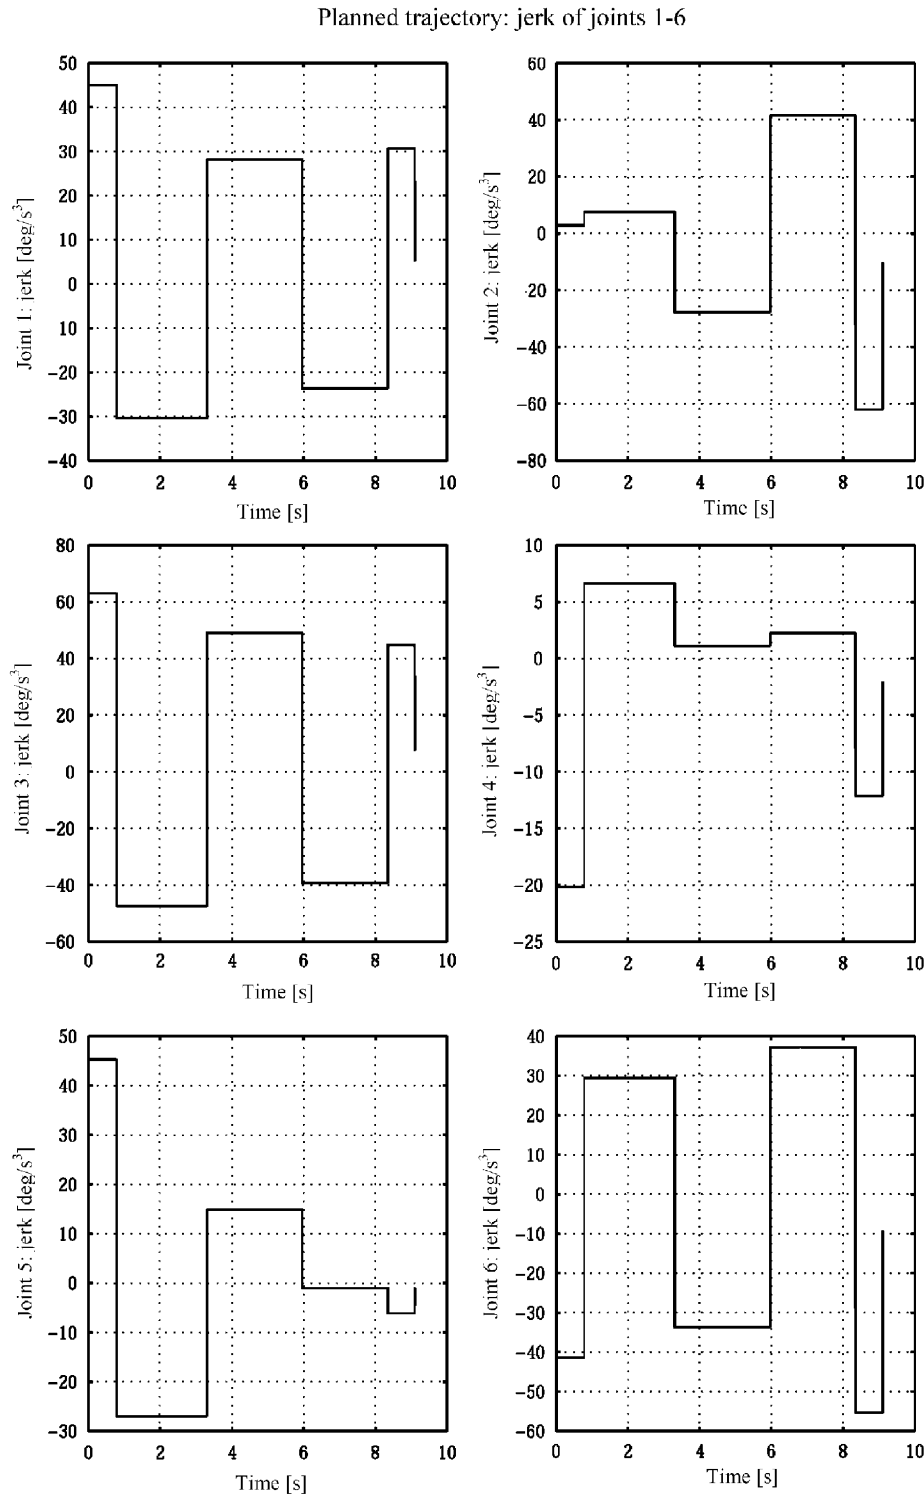 Planned trajectory: jerk of joints 1-6
50
40
30
20
10
0
10
−20
−30
−40
Joint 1: jerk [deg/s³]
0 2 4 6 8 10
Time [s]
60
40
20
0
−20
−40
−60
−80
Joint 2: jerk [deg/s³]
0 2 4 6 8 10
Time [s]
80
60
40
20
0
−20
−40
−60
Joint 3: jerk [deg/s³]
0 2 4 6 8 10
Time [s]
10
5
0
−5
−10
−15
−20
−25
Joint 4: jerk [deg/s³]
0 2 4 6 8 10
Time [s]
50
40
30
20
10
0
−10
−20
−30
Joint 5: jerk [deg/s³]
0 2 4 6 8 10
Time [s]
40
30
20
10
0
−10
−20
−30
−40
−50
−60
Joint 6: jerk [deg/s³]
0 2 4 6 8 10
Time [s]